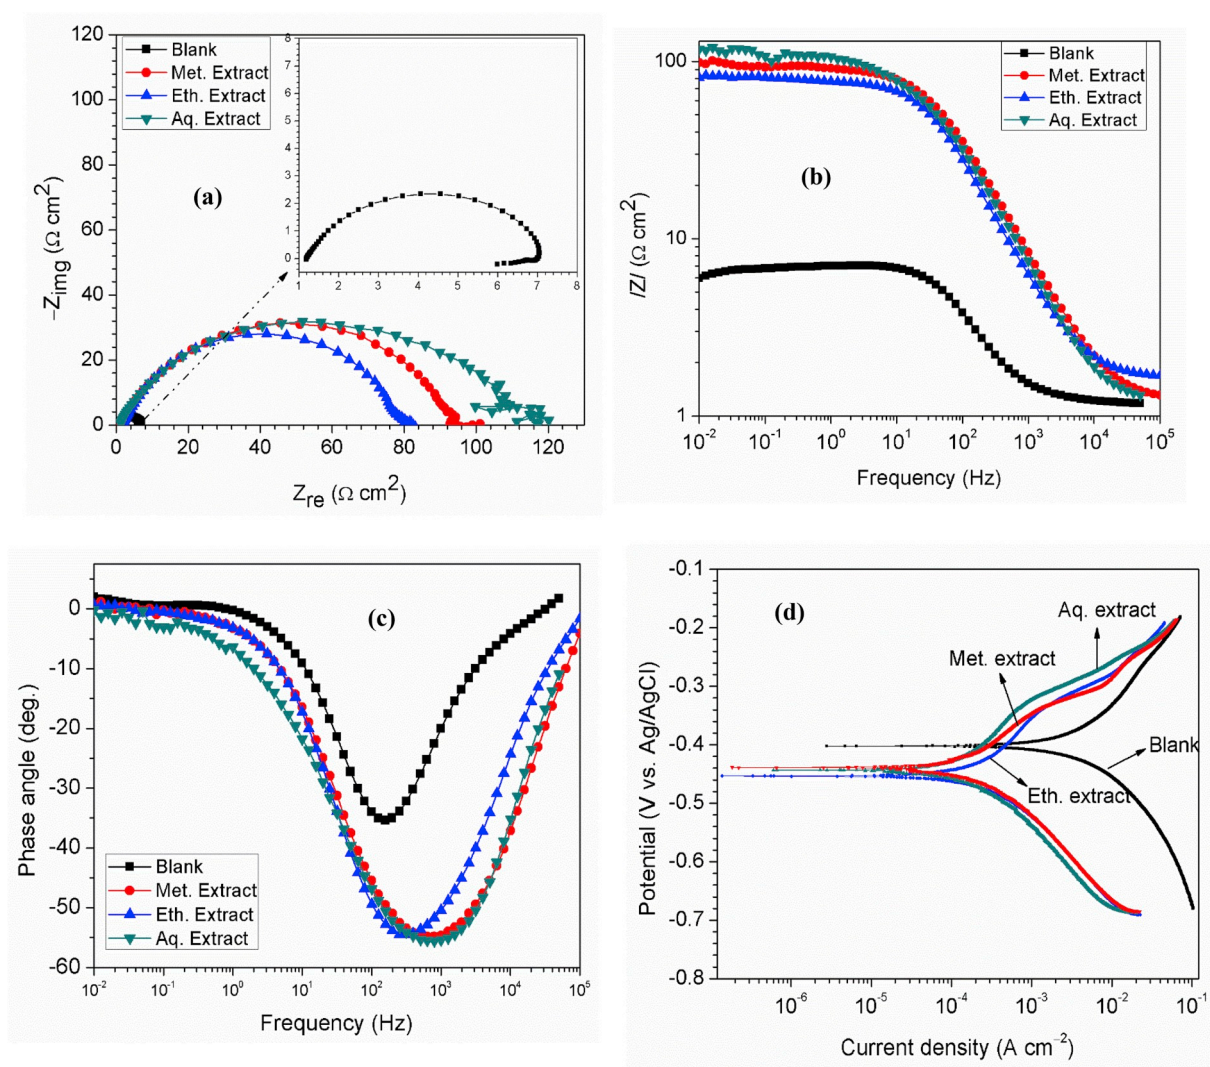 120
100
80
60
40
20
0
−Zimg (Ω cm²)
Blank
Met. Extract
Eth. Extract
Aq. Extract
(a)
8
7
6
5
4
3
2
1
0
1 2 3 4 5 6 7 8
0 20 40 60 80 100 120
Zre (Ω cm²)
100
10
1
/Z/ (Ω cm²)
(b)
Blank
Met. Extract
Eth. Extract
Aq. Extract
10⁻² 10⁻¹ 10⁰ 10¹ 10² 10³ 10⁴ 10⁵
Frequency (Hz)
0
-10
-20
-30
-40
-50
-60
Phase angle (deg.)
(c)
Blank
Met. Extract
Eth. Extract
Aq. Extract
10⁻² 10⁻¹ 10⁰ 10¹ 10² 10³ 10⁴ 10⁵
Frequency (Hz)
-0.1
-0.2
-0.3
-0.4
-0.5
-0.6
-0.7
-0.8
Potential (V vs. Ag/AgCl)
(d)
Aq. extract
Met. extract
Blank
Eth. extract
10⁻⁶ 10⁻⁵ 10⁻⁴ 10⁻³ 10⁻² 10⁻¹
Current density (A cm⁻²)